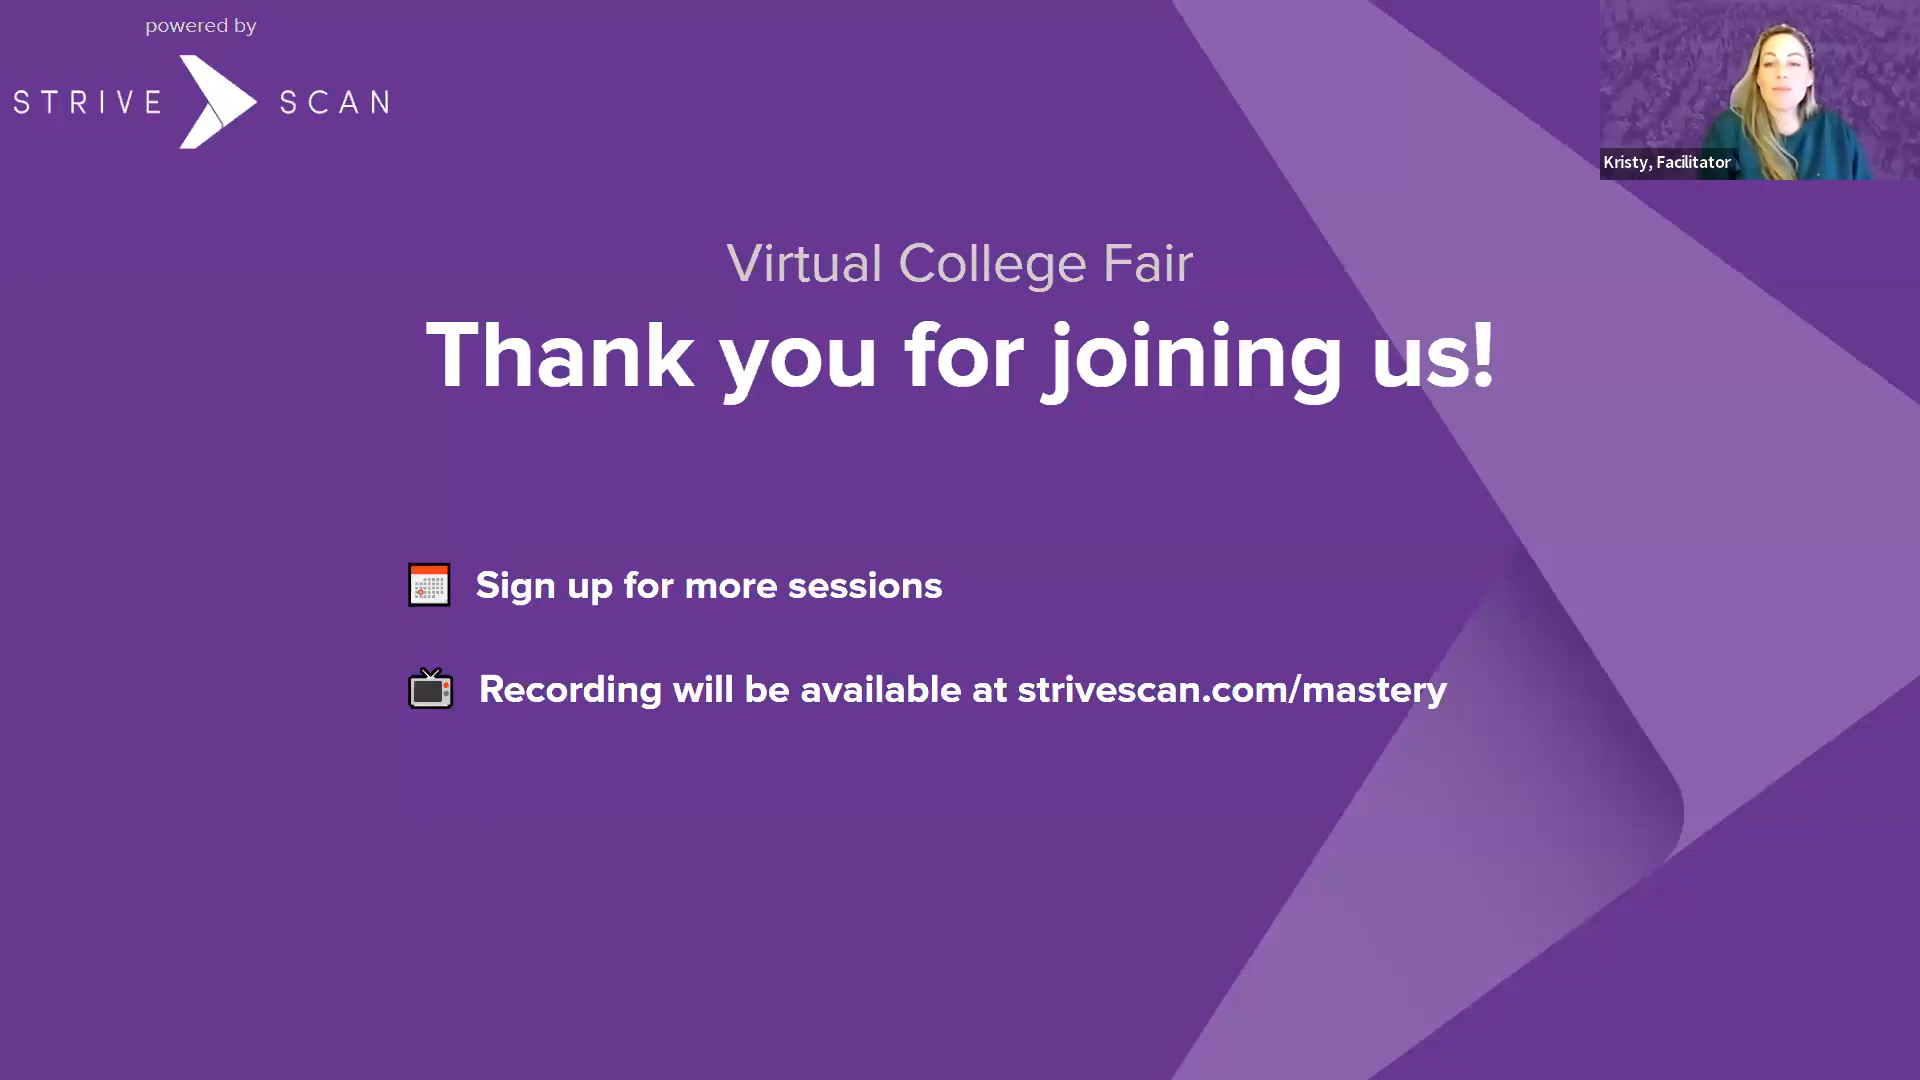 powered by
STRIVE SCAN
Kristy, Facilitator
Virtual College Fair
Thank you for joining us!
Sign up for more sessions
Recording will be available at strivescan.com/mastery